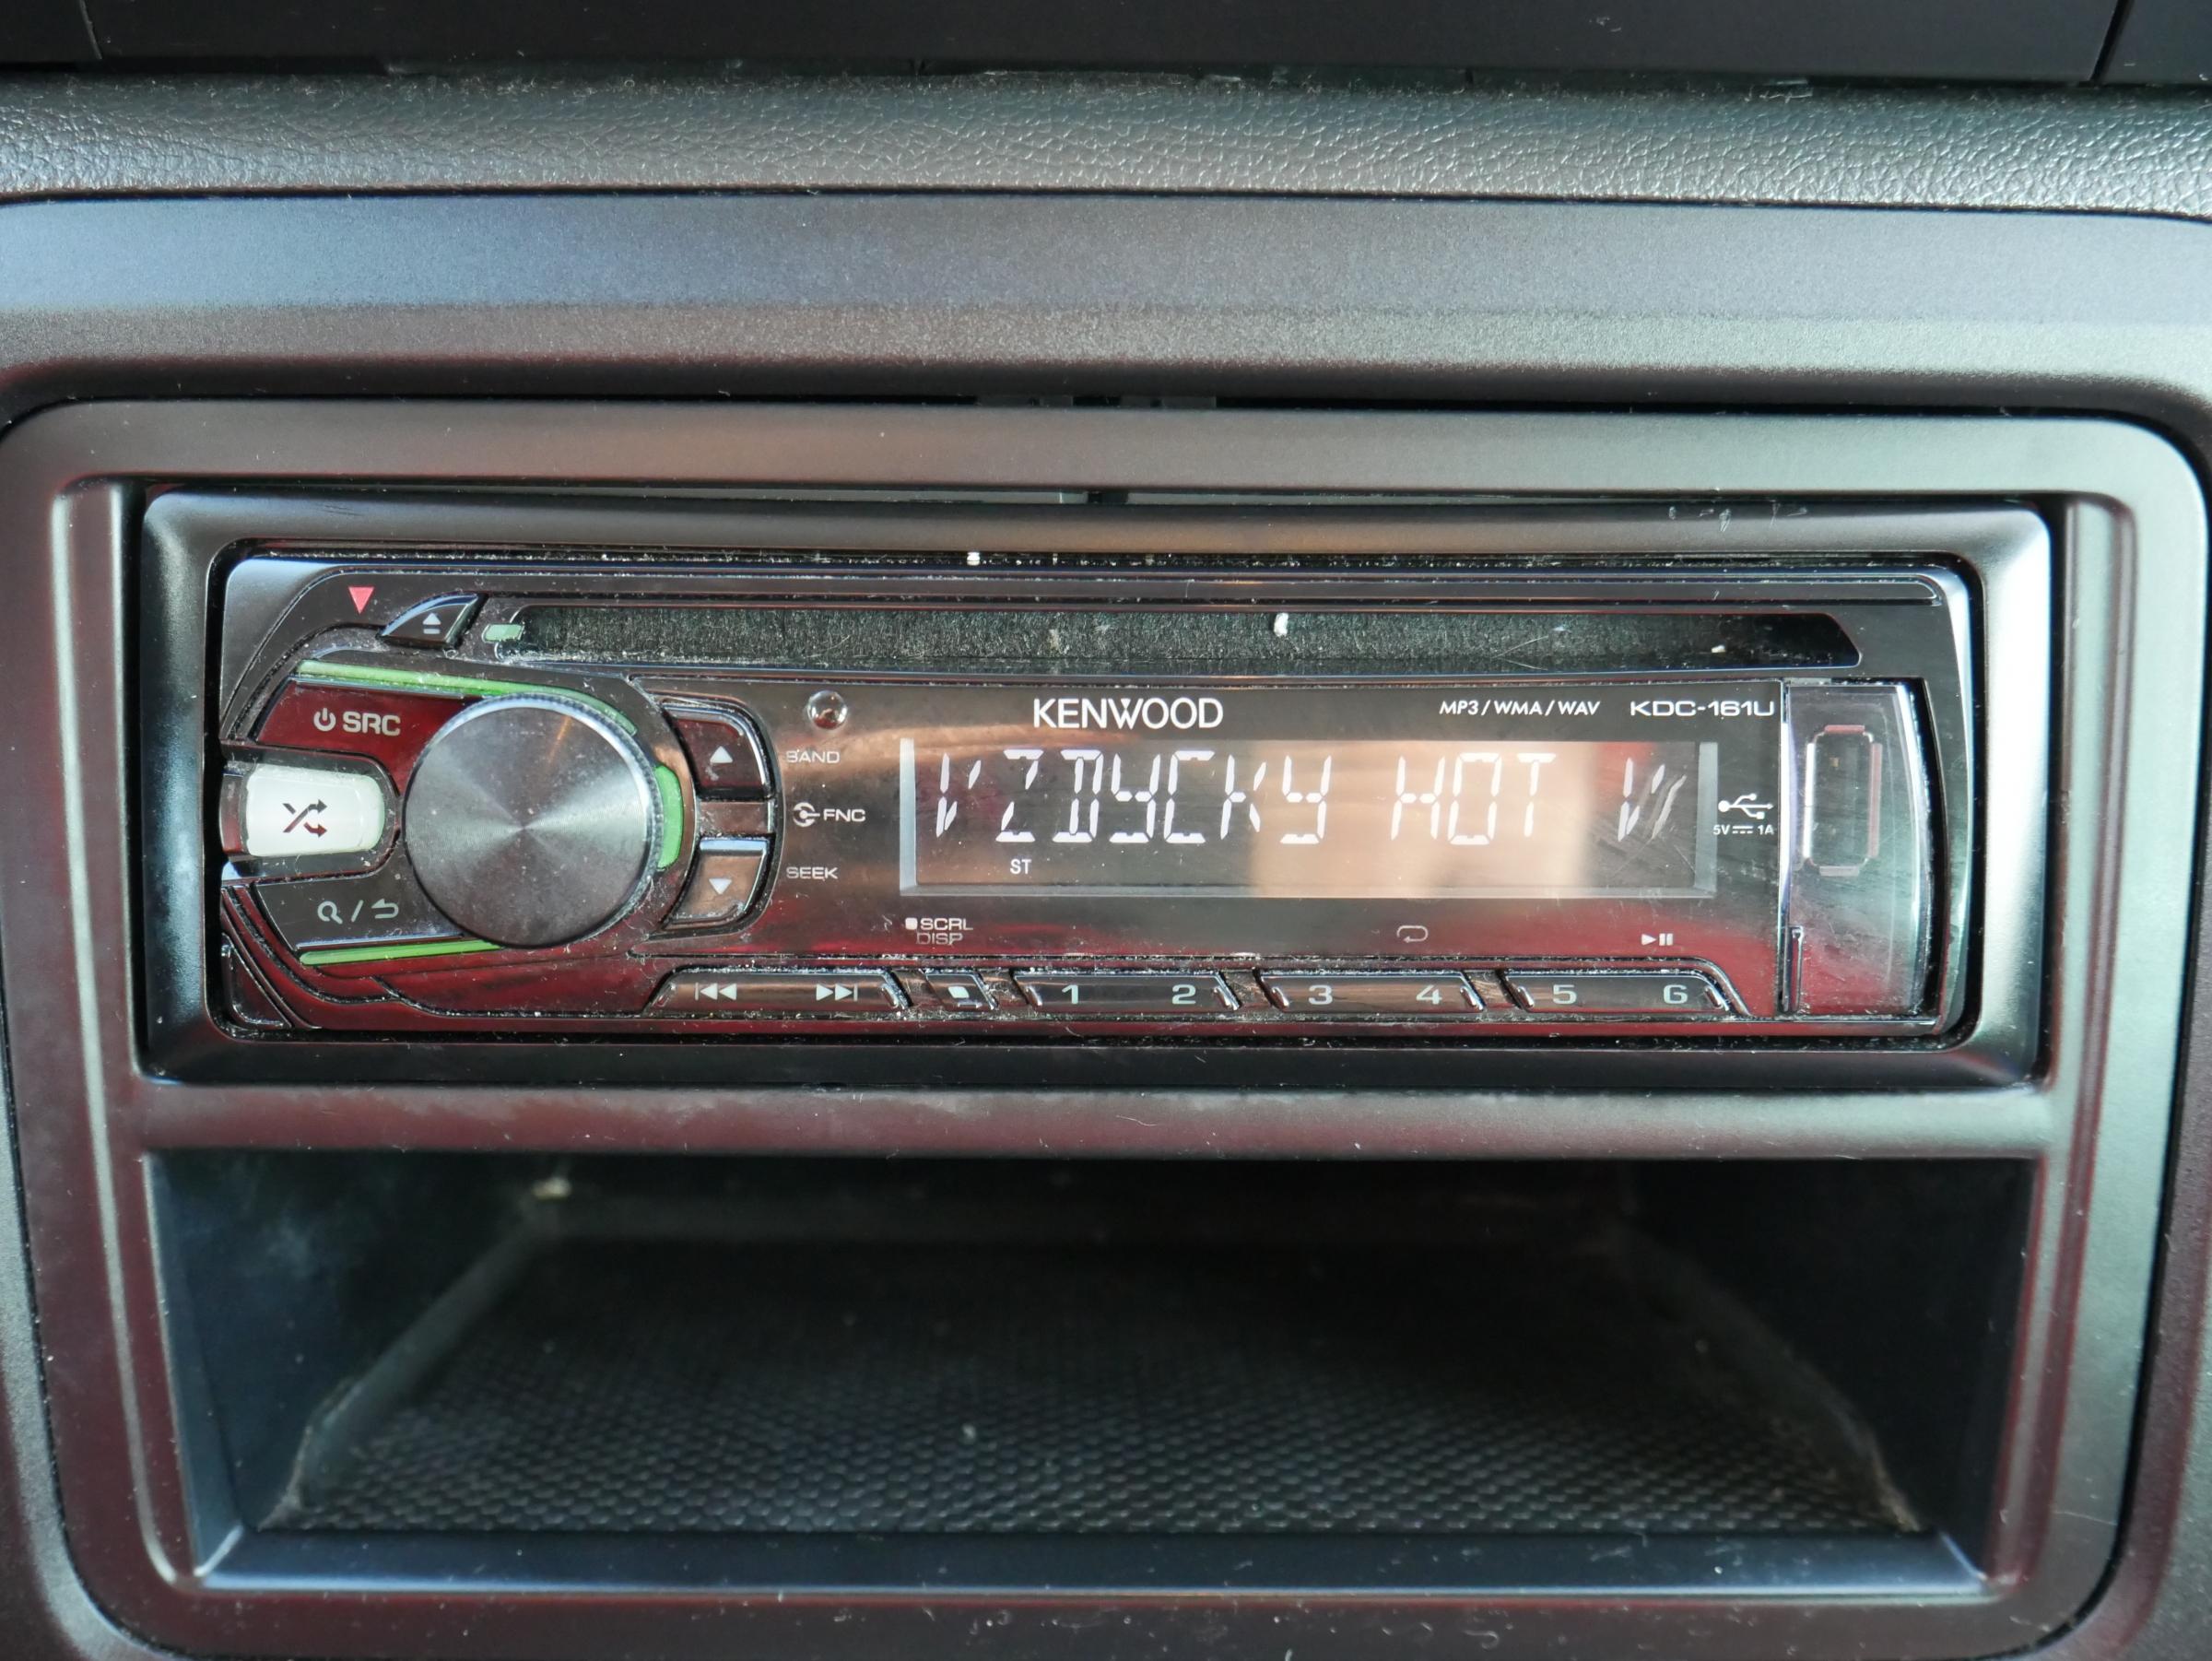 KENWOOD
MP3 / WMA / WAV KDC-161U
SRC
BAND
VZDYCKY HOT V
FNC
5V 1A
ST
SEEK
SCRL
DISP
1 2 3 4 5 6